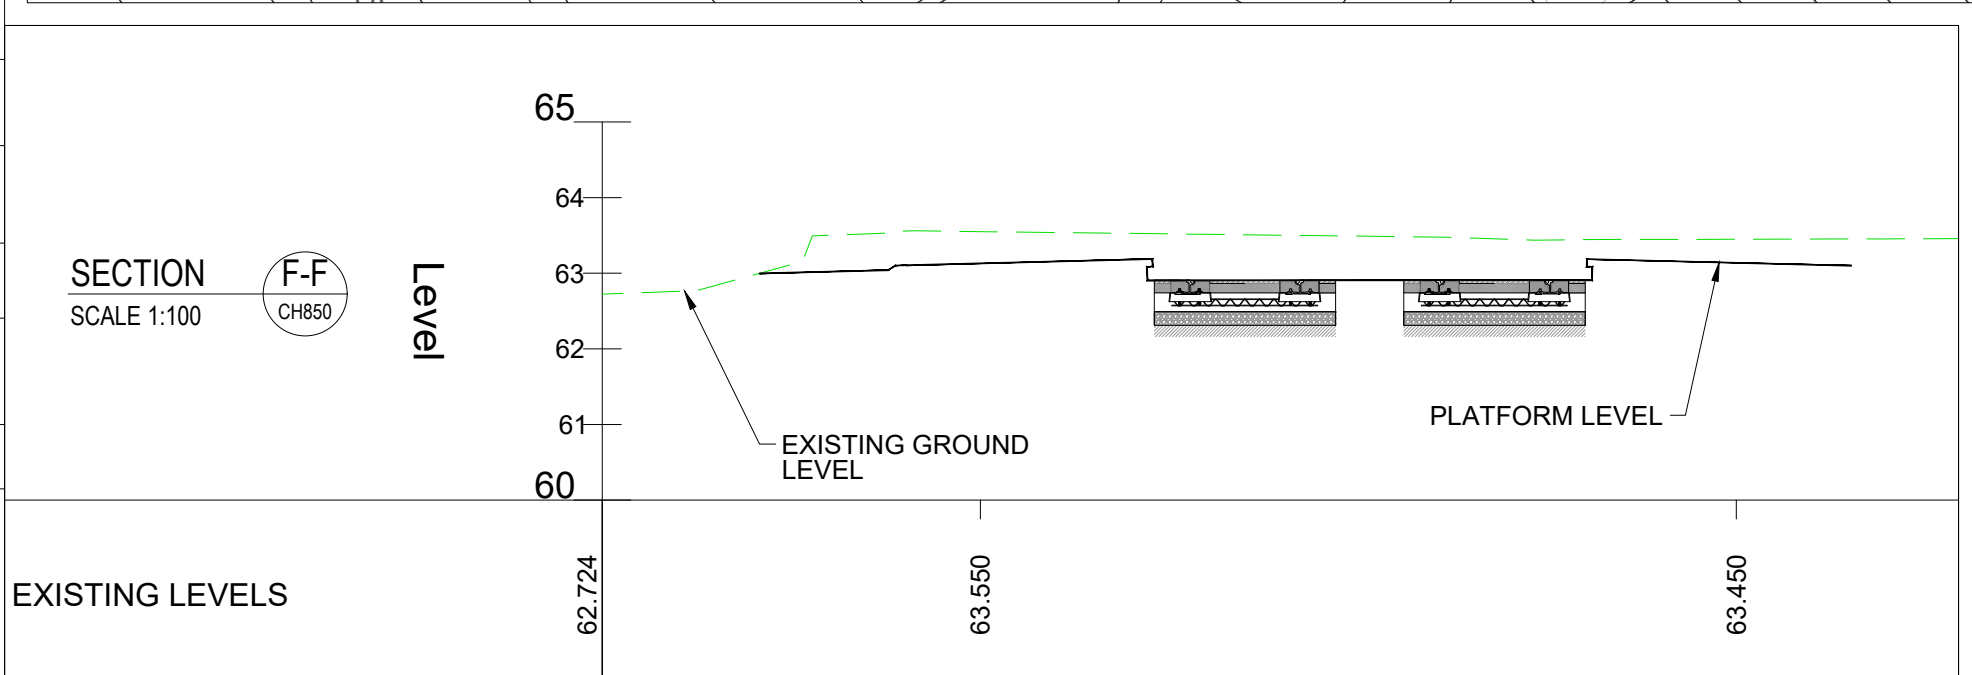 65
64
63
62
61
60
Level
SECTION
SCALE 1:100
F-F
CH850
EXISTING GROUND
LEVEL
PLATFORM LEVEL
EXISTING LEVELS
62.724
63.550
63.450